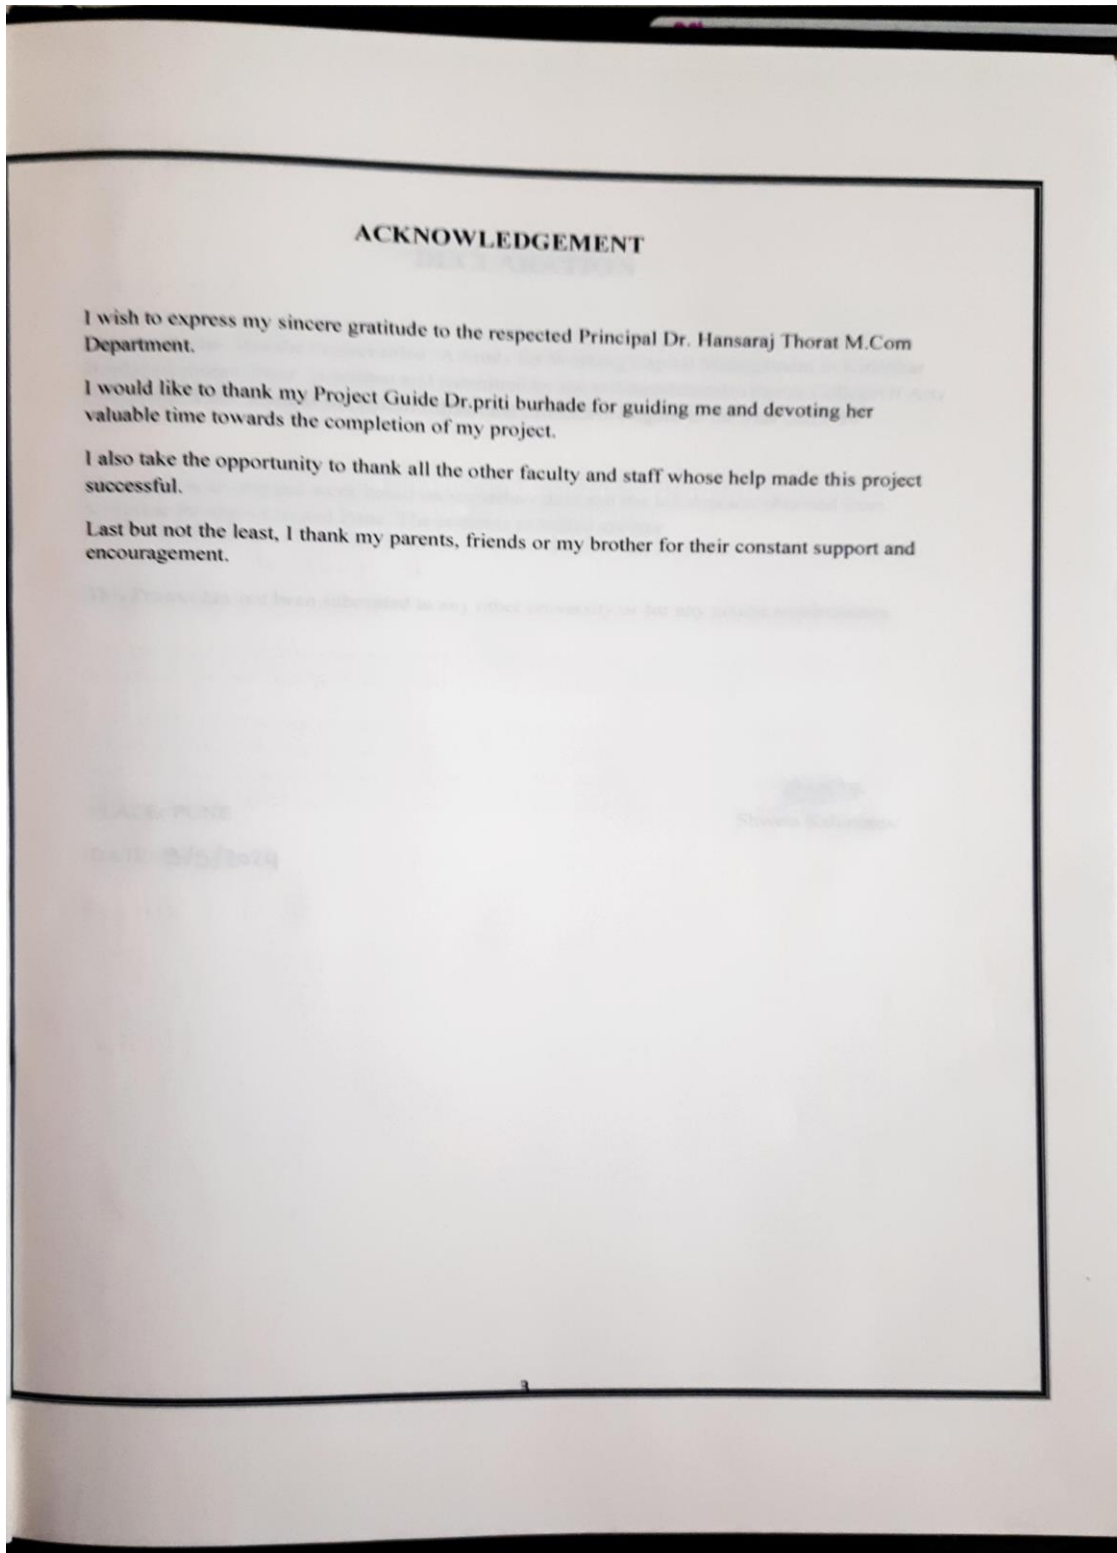 ACKNOWLEDGEMENT
I wish to express my sincere gratitude to the respected Principal Dr. Hansaraj Thorat M.Com
Department.
I would like to thank my Project Guide Dr.priti burhade for guiding me and devoting her
valuable time towards the completion of my project.
I also take the opportunity to thank all the other faculty and staff whose help made this project
successful.
Last but not the least, I thank my parents, friends or my brother for their constant support and
encouragement.
3